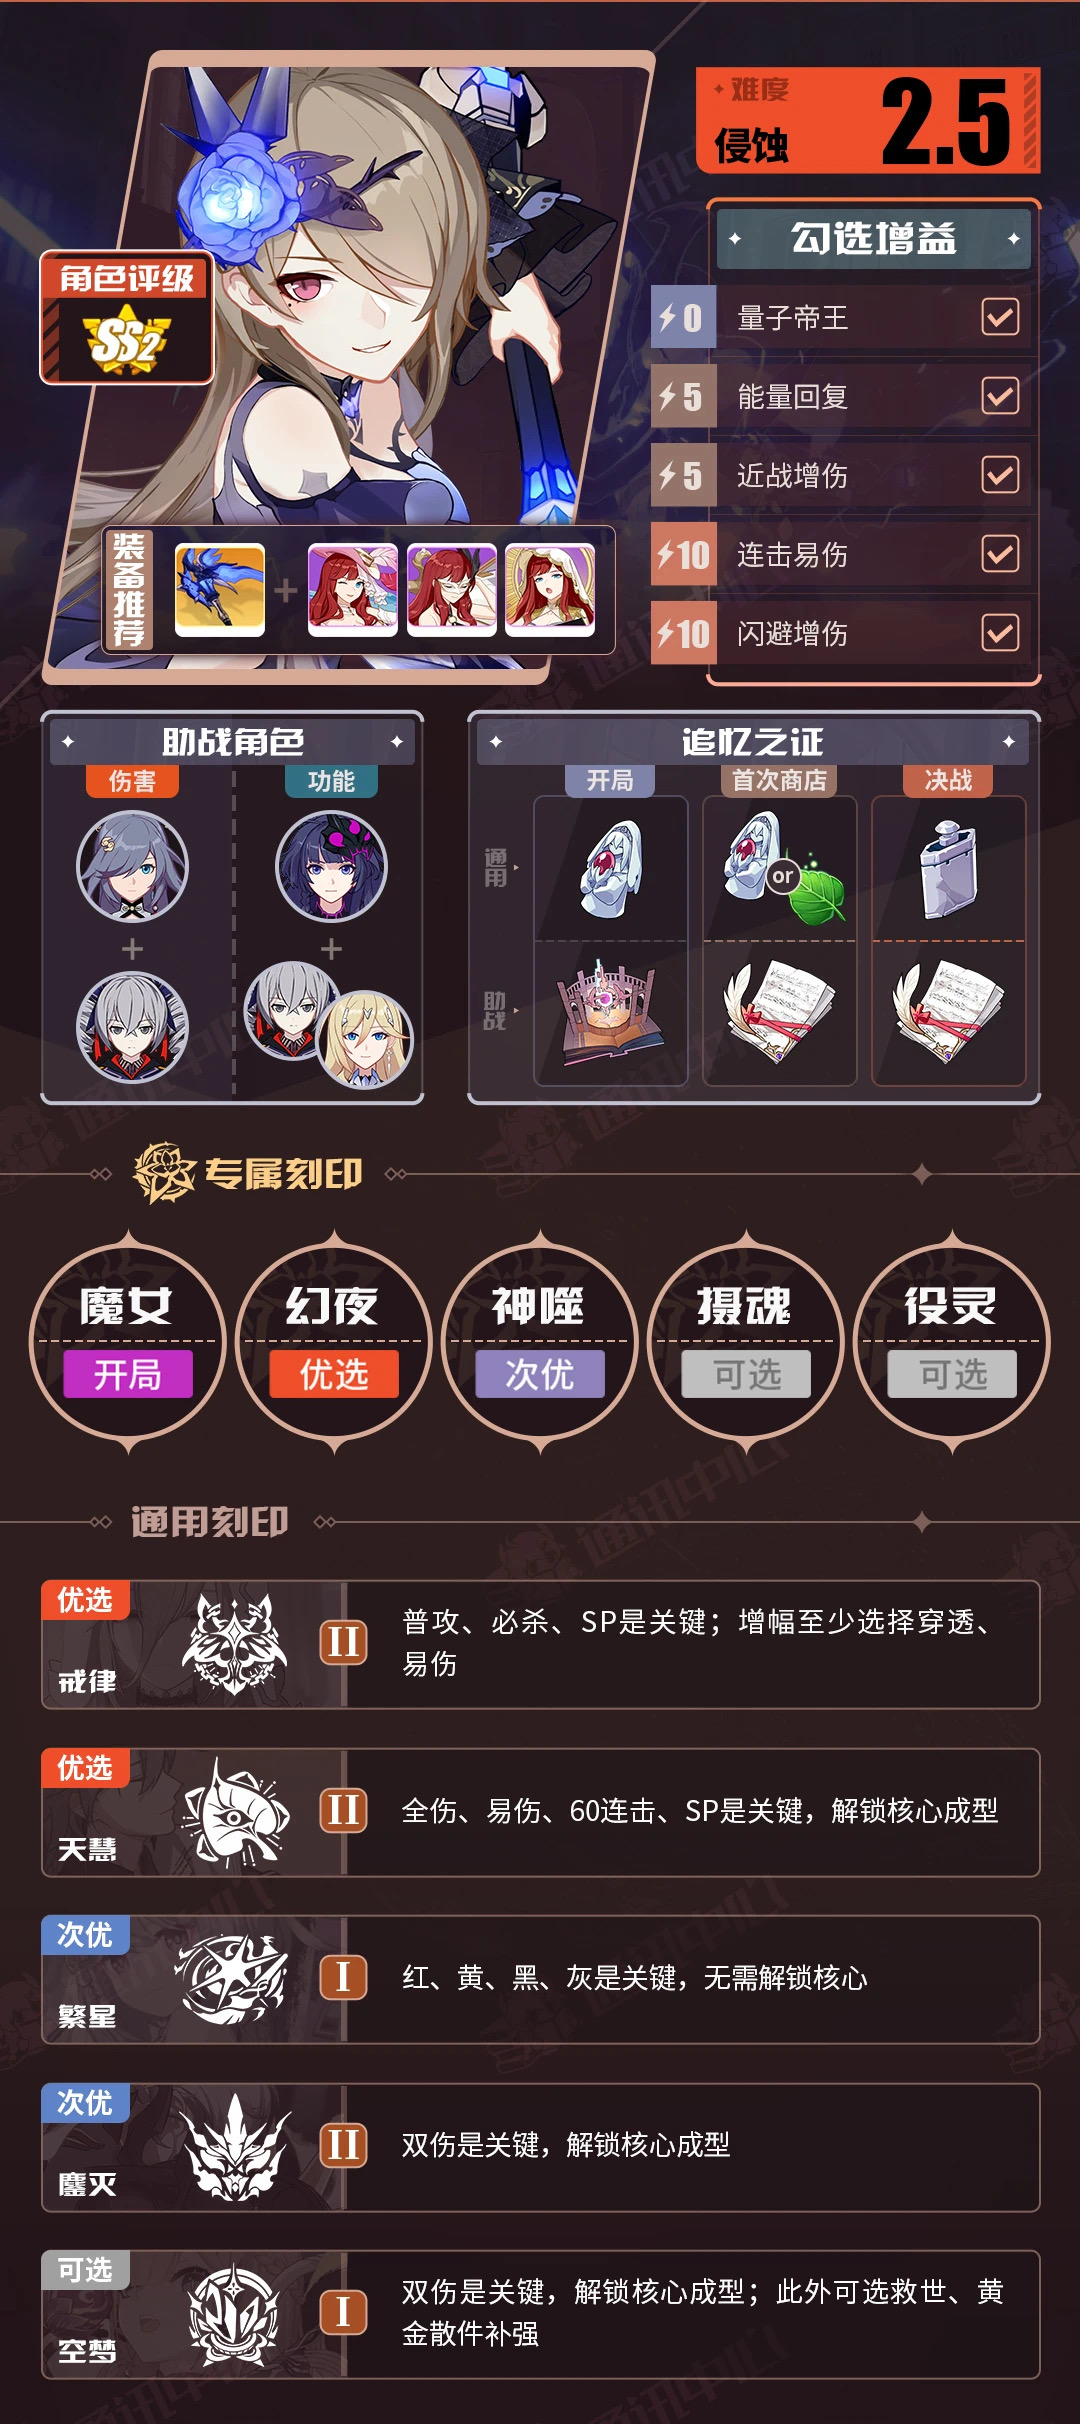 难度
侵蚀
2.5
勾选增益
0 量子帝王
5 能量回复
5 近战增伤
10 连击易伤
10 闪避增伤
角色评级
SS2
装备推荐
助战角色
伤害
功能
追忆之证
开局
首次商店
决战
通用
or
助战
专属刻印
魔女
开局
幻夜
优选
神噬
次优
摄魂
可选
役灵
可选
通用刻印
优选
戒律
II
普攻、必杀、SP是关键；增幅至少选择穿透、
易伤
优选
天慧
II
全伤、易伤、60连击、SP是关键，解锁核心成型
次优
繁星
I
红、黄、黑、灰是关键，无需解锁核心
次优
鏖灭
II
双伤是关键，解锁核心成型
可选
空梦
I
双伤是关键，解锁核心成型；此外可选救世、黄
金散件补强
通讯中心